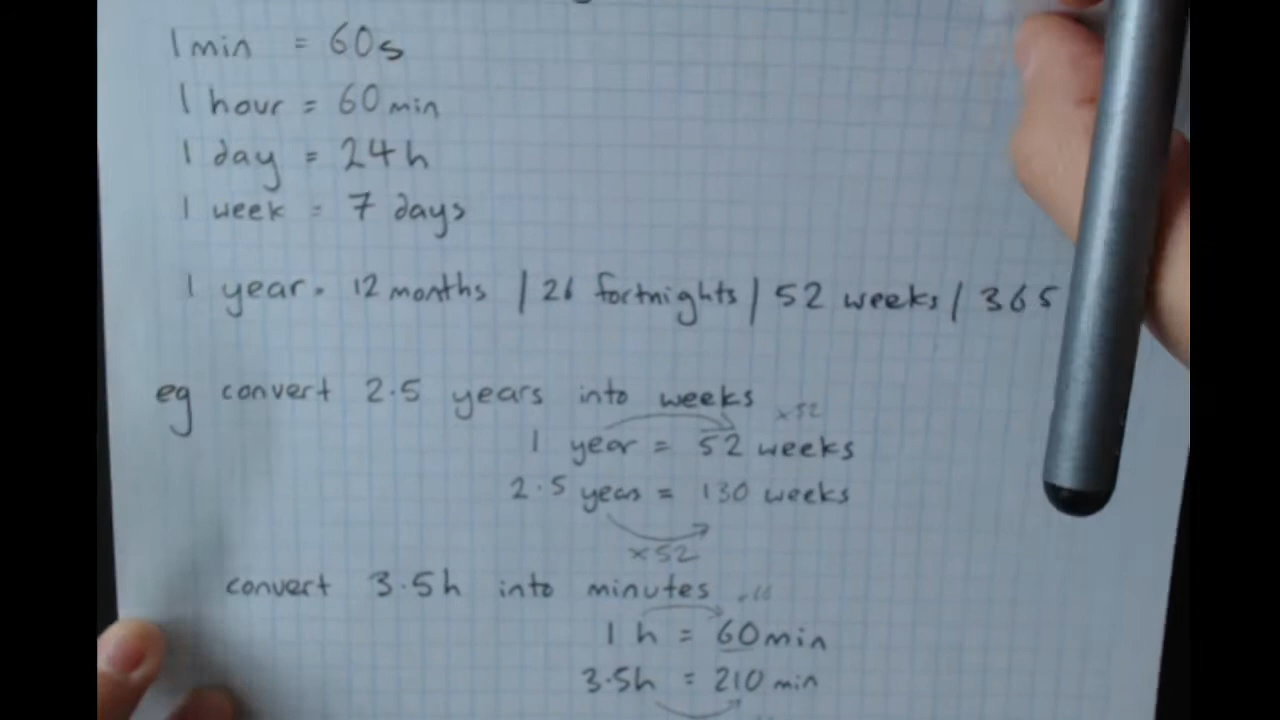 1 min = 60s
1 hour = 60 min
1 day = 24 h
1 week = 7 days
1 year = 12 months / 26 fortnights / 52 weeks / 365
eg convert 2.5 years into weeks
×52
1 year = 52 weeks
2.5 years = 130 weeks
×52
convert 3.5h into minutes
1 h = 60 min
3.5h = 210 min